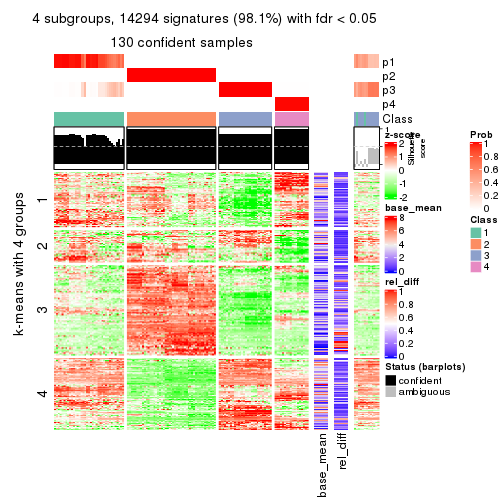 4 subgroups, 14294 signatures (98.1%) with fdr < 0.05
130 confident samples
p1
p2
p3
p4
Class
1
Silhouette
score
k-means with 4 groups
1
2
3
4
base_mean
rel_diff
z-score
2
1
0
-1
-2
base_mean
8
6
4
2
0
rel_diff
1
0.8
0.6
0.4
0.2
0
Status (barplots)
confident
ambiguous
Prob
1
0.8
0.6
0.4
0.2
0
Class
1
2
3
4